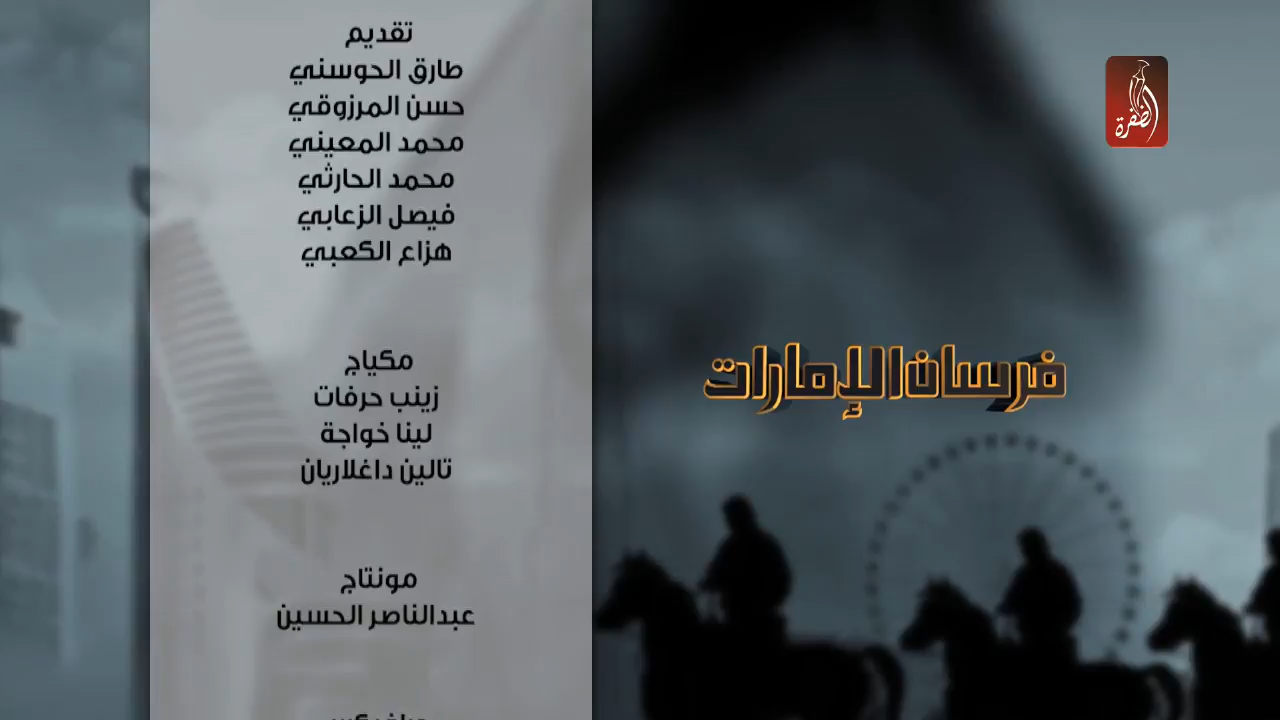 تقديم
طارق الحوسني
حسن المرزوقي
محمد المعيني
محمد الحارثي
فيصل الزعابي
هزاع الكعبي
مكياج
زينب حرفات
لينا خواجة
تالين داغلاريان
مونتاج
عبدالناصر الحسين
فرسان الإمارات
الظفرة